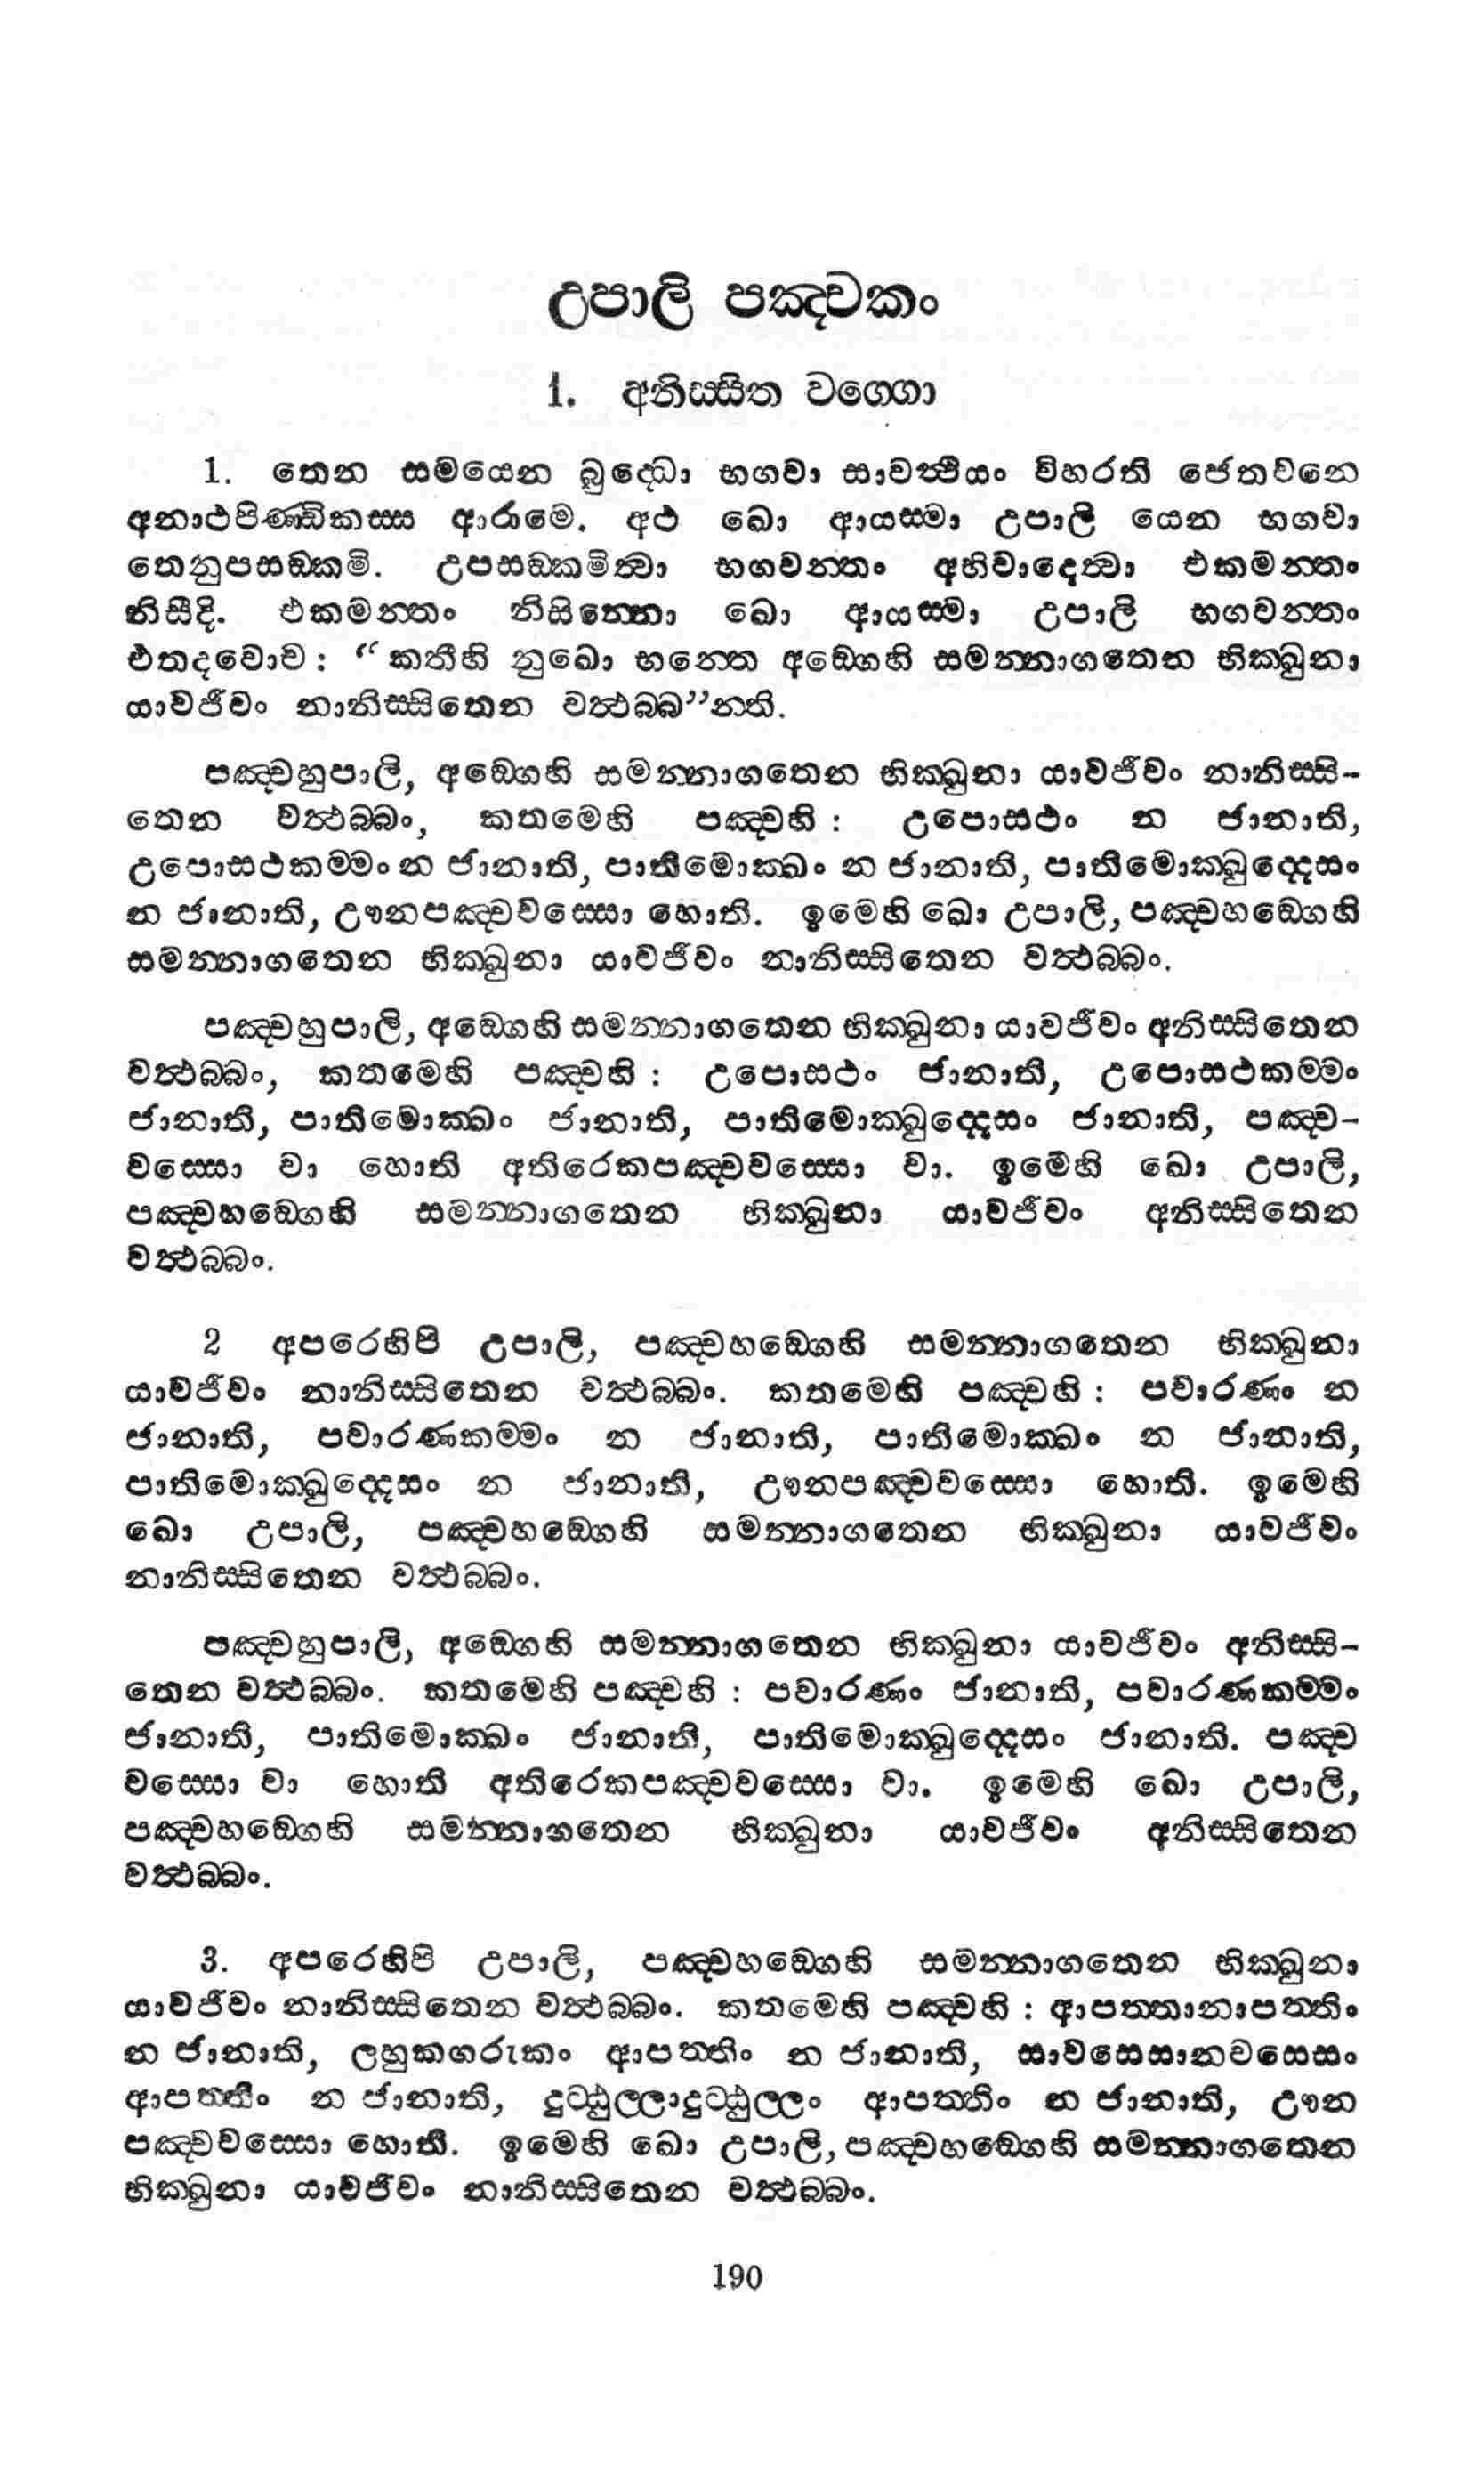 උපාලි පඤ්චකං
1. අනිස්සිත වග්ගො
1. තෙන සමයෙන බුද්ධො භගවා සාවත්ථියං විහරති ජෙතවනෙ
අනාථපිණ්ඩිකස්ස ආරාමෙ. අථ ඛො ආයස්මා උපාලි යෙන භගවා
තෙනුපසඞ්කමි. උපසඞ්කමිත්වා භගවන්තං අභිවාදෙත්වා එකමන්තං
නිසීදි. එකමන්තං නිසින්නො ඛො ආයස්මා උපාලි භගවන්තං
එතදවොච : “ කතීහි නුඛො භන්තෙ අඞ්ගෙහි සමන්නාගතෙන භික්ඛුනා
යාවජීවං නානිස්සිතෙන වත්ථබ්බ”න්ති.
පඤ්චහුපාලි, අඞ්ගෙහි සමන්නාගතෙන භික්ඛුනා යාවජීවං නානිස්සි-
තෙන වත්ථබ්බං, කතමෙහි පඤ්චහි : උපොසථං න ජානාති,
උපොසථකම්මං න ජානාති, පාතිමොක්ඛං න ජානාති, පාතිමොක්ඛුද්දෙසං
න ජානාති, ඌනපඤ්චවස්සො හොති. ඉමෙහි ඛො උපාලි, පඤ්චහඞ්ගෙහි
සමන්නාගතෙන භික්ඛුනා යාවජීවං නානිස්සිතෙන වත්ථබ්බං.
පඤ්චහුපාලි, අඞ්ගෙහි සමන්නාගතෙන භික්ඛුනා යාවජීවං අනිස්සිතෙන
වත්ථබ්බං, කතමෙහි පඤ්චහි : උපොසථං ජානාති, උපොසථකම්මං
ජානාති, පාතිමොක්ඛං ජානාති, පාතිමොක්ඛුද්දෙසං ජානාති, පඤ්ච-
වස්සො වා හොති අතිරෙකපඤ්චවස්සො වා. ඉමෙහි ඛො උපාලි,
පඤ්චහඞ්ගෙහි සමන්නාගතෙන භික්ඛුනා යාවජීවං අනිස්සිතෙන
වත්ථබ්බං.
2 අපරෙහිපි උපාලි, පඤ්චහඞ්ගෙහි සමන්නාගතෙන භික්ඛුනා
යාවජීවං නානිස්සිතෙන වත්ථබ්බං. කතමෙහි පඤ්චහි : පවාරණං න
ජානාති, පවාරණකම්මං න ජානාති, පාතිමොක්ඛං න ජානාති,
පාතිමොක්ඛුද්දෙසං න ජානාති, ඌනපඤ්චවස්සො හොති. ඉමෙහි
ඛො උපාලි, පඤ්චහඞ්ගෙහි සමන්නාගතෙන භික්ඛුනා යාවජීවං
නානිස්සිතෙන වත්ථබ්බං.
පඤ්චහුපාලි, අඞ්ගෙහි සමන්නාගතෙන භික්ඛුනා යාවජීවං අනිස්සි-
තෙන වත්ථබ්බං. කතමෙහි පඤ්චහි : පවාරණං ජානාති, පවාරණකම්මං
ජානාති, පාතිමොක්ඛං ජානාති, පාතිමොක්ඛුද්දෙසං ජානාති. පඤ්ච
වස්සො වා හොති අතිරෙකපඤ්චවස්සො වා. ඉමෙහි ඛො උපාලි,
පඤ්චහඞ්ගෙහි සමන්නාගතෙන භික්ඛුනා යාවජීවං අනිස්සිතෙන
වත්ථබ්බං.
3. අපරෙහිපි උපාලි, පඤ්චහඞ්ගෙහි සමන්නාගතෙන භික්ඛුනා
යාවජීවං නානිස්සිතෙන වත්ථබ්බං. කතමෙහි පඤ්චහි : ආපත්තානාපත්තිං
න ජානාති, ලහුකගරුකං ආපත්තිං න ජානාති, සාවසෙසානවසෙසං
ආපත්තිං න ජානාති, දුට්ඨුල්ලාදුට්ඨුල්ලං ආපත්තිං න ජානාති, ඌන
පඤ්චවස්සො හොති. ඉමෙහි ඛො උපාලි, පඤ්චහඞ්ගෙහි සමන්නාගතෙන
භික්ඛුනා යාවජීවං නානිස්සිතෙන වත්ථබ්බං.
190